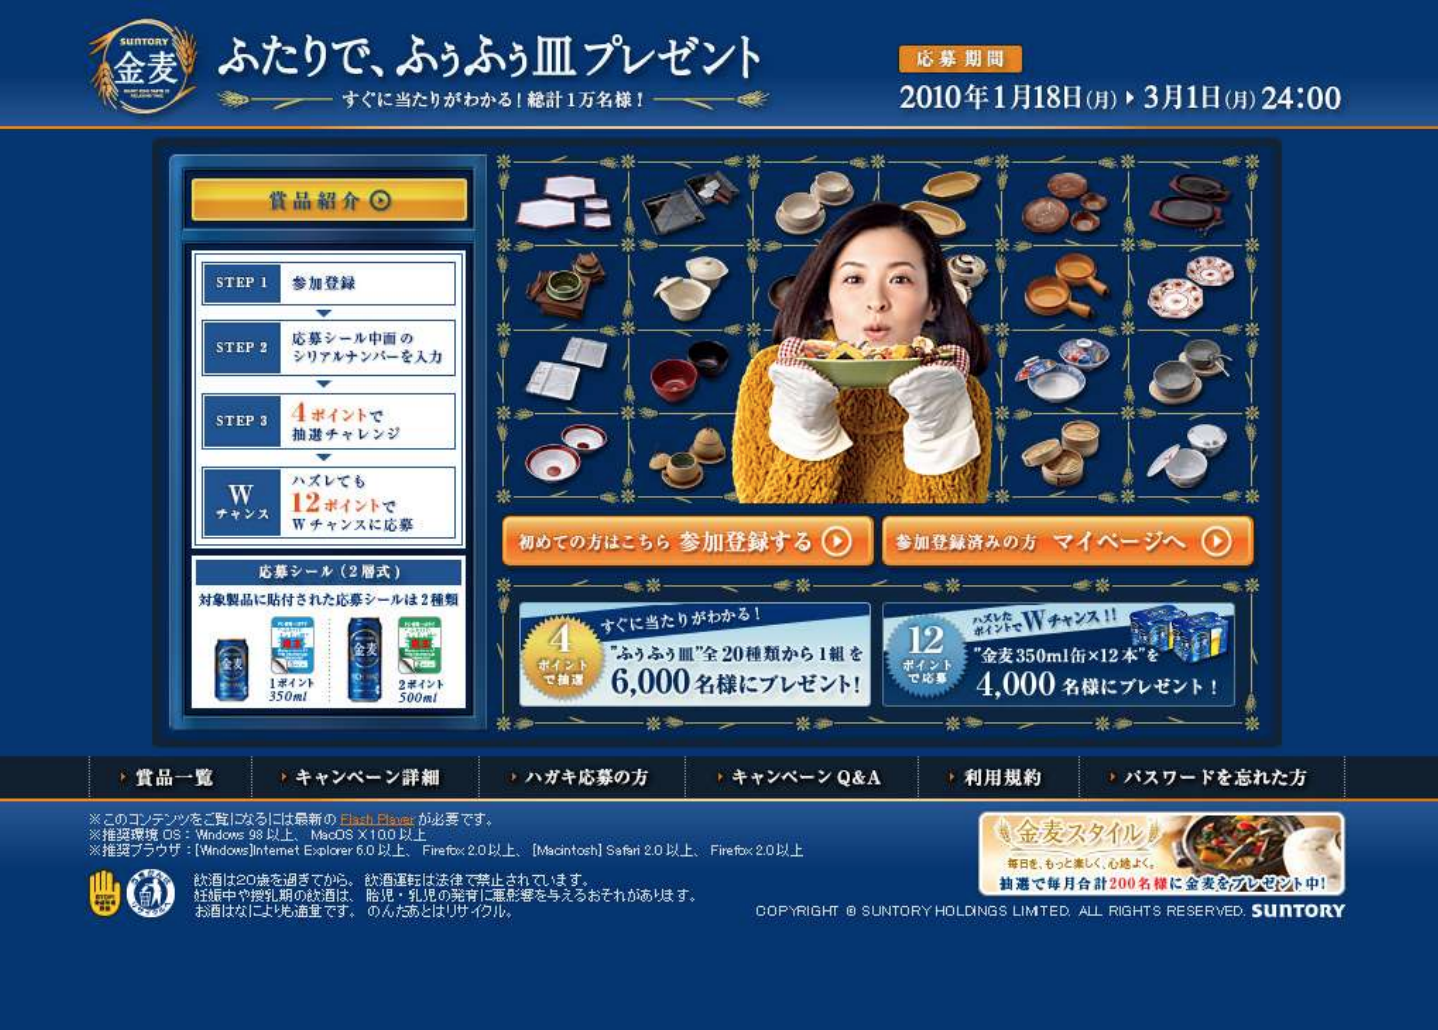 SUNTORY
金麦
ふたりで、ふぅふぅ皿プレゼント
すぐに当たりがわかる!総計1万名様!
応募期間
2010年1月18日(月)▶3月1日(月)24:00
賞品紹介
STEP 1 参加登録
STEP 2 応募シール中面の
シリアルナンバーを入力
STEP 3 4ポイントで
抽選チャレンジ
Wチャンス ハズレても
12ポイントで
Wチャンスに応募
応募シール(2層式)
対象製品に貼付された応募シールは2種類
金麦
1ポイント
350ml
金麦
2ポイント
500ml
初めての方はこちら 参加登録する
参加登録済みの方 マイページへ
4ポイントで抽選
すぐに当たりがわかる!
"ふぅふぅ皿"全20種類から1組を
6,000名様にプレゼント!
12ポイントで応募
ハズレたポイントでWチャンス!!
"金麦350ml缶×12本"を
4,000名様にプレゼント!
賞品一覧
キャンペーン詳細
ハガキ応募の方
キャンペーンQ&A
利用規約
パスワードを忘れた方
※このコンテンツをご覧になるには最新の Flash Player が必要です。
※推奨環境 OS:Windows 98 以上、 MacOS X 10.0 以上
※推奨ブラウザ:[Windows]Internet Explorer 6.0 以上、 Firefox 2.0以上、 [Macintosh] Safari 2.0 以上、 Firefox 2.0以上
飲酒は20歳を過ぎてから。 飲酒運転は法律で禁止されています。
妊娠中や授乳期の飲酒は、 胎児・乳児の発育に悪影響を与えるおそれがあります。
お酒はなによりも適量です。 のんだあとはリサイクル。
金麦スタイル
毎日を、もっと楽しく、心地よく。
抽選で毎月合計200名様に金麦をプレゼント中!
COPYRIGHT © SUNTORY HOLDINGS LIMITED. ALL RIGHTS RESERVED. SUNTORY